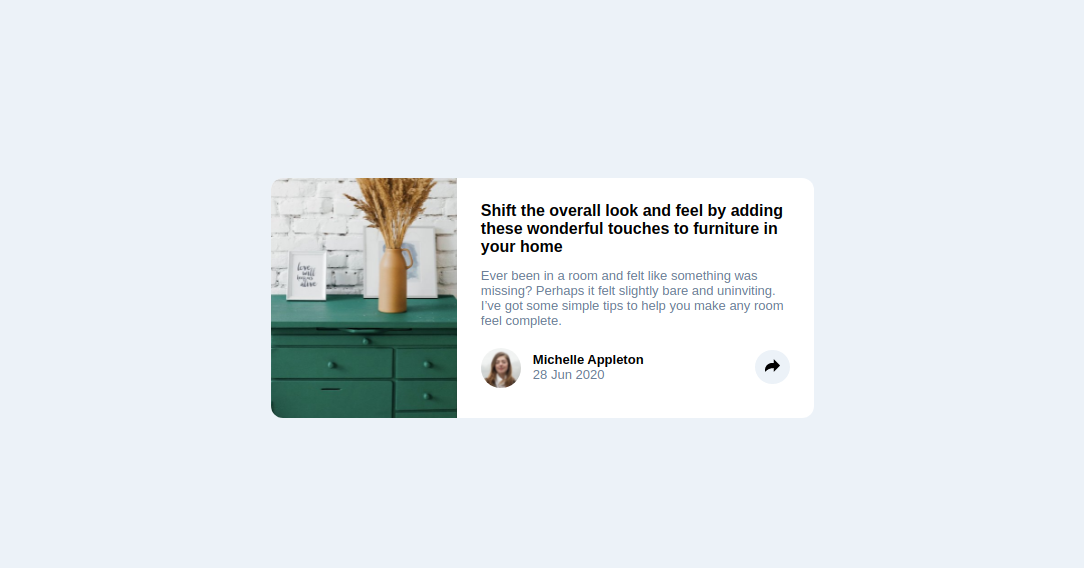 love
Shift the overall look and feel by adding
these wonderful touches to furniture in
your home
Ever been in a room and felt like something was
missing? Perhaps it felt slightly bare and uninviting.
I've got some simple tips to help you make any room
feel complete.
Michelle Appleton
28 Jun 2020